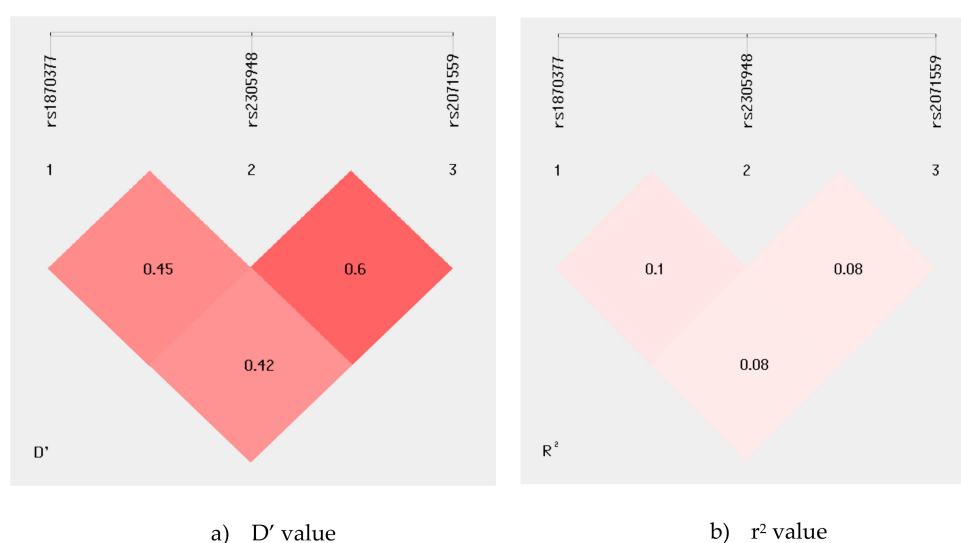 rs1870377
rs2305948
rs2071559
1
2
3
0.45
0.6
0.42
D'
a) D′ value
rs1870377
rs2305948
rs2071559
1
2
3
0.1
0.08
0.08
R²
b) r² value